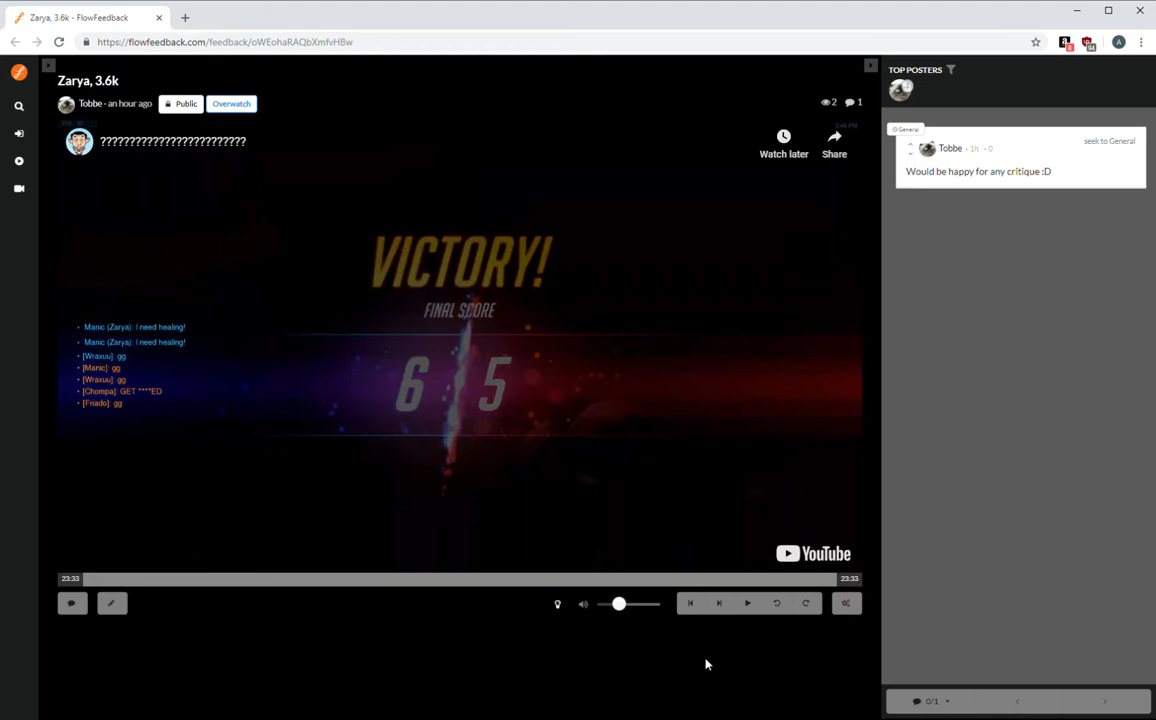 Zarya, 3.6k - FlowFeedback
https://flowfeedback.com/feedback/oWEohaRAQbXmfvHBw
8
54
A
Zarya, 3.6k
TOP POSTERS
Tobbe - an hour ago
Public
Overwatch
2
1
General
?????????????????????????
Watch later
Share
Tobbe · 1h · 0
seek to General
Would be happy for any critique :D
VICTORY!
FINAL SCORE
6 : 5
Manic (Zarya): I need healing!
Manic (Zarya): I need healing!
[Wraxuu]: gg
[Manic]: gg
[Wraxuu]: gg
[Chompa]: GET ****ED
[Friado]: gg
YouTube
23:33
23:33
0/1